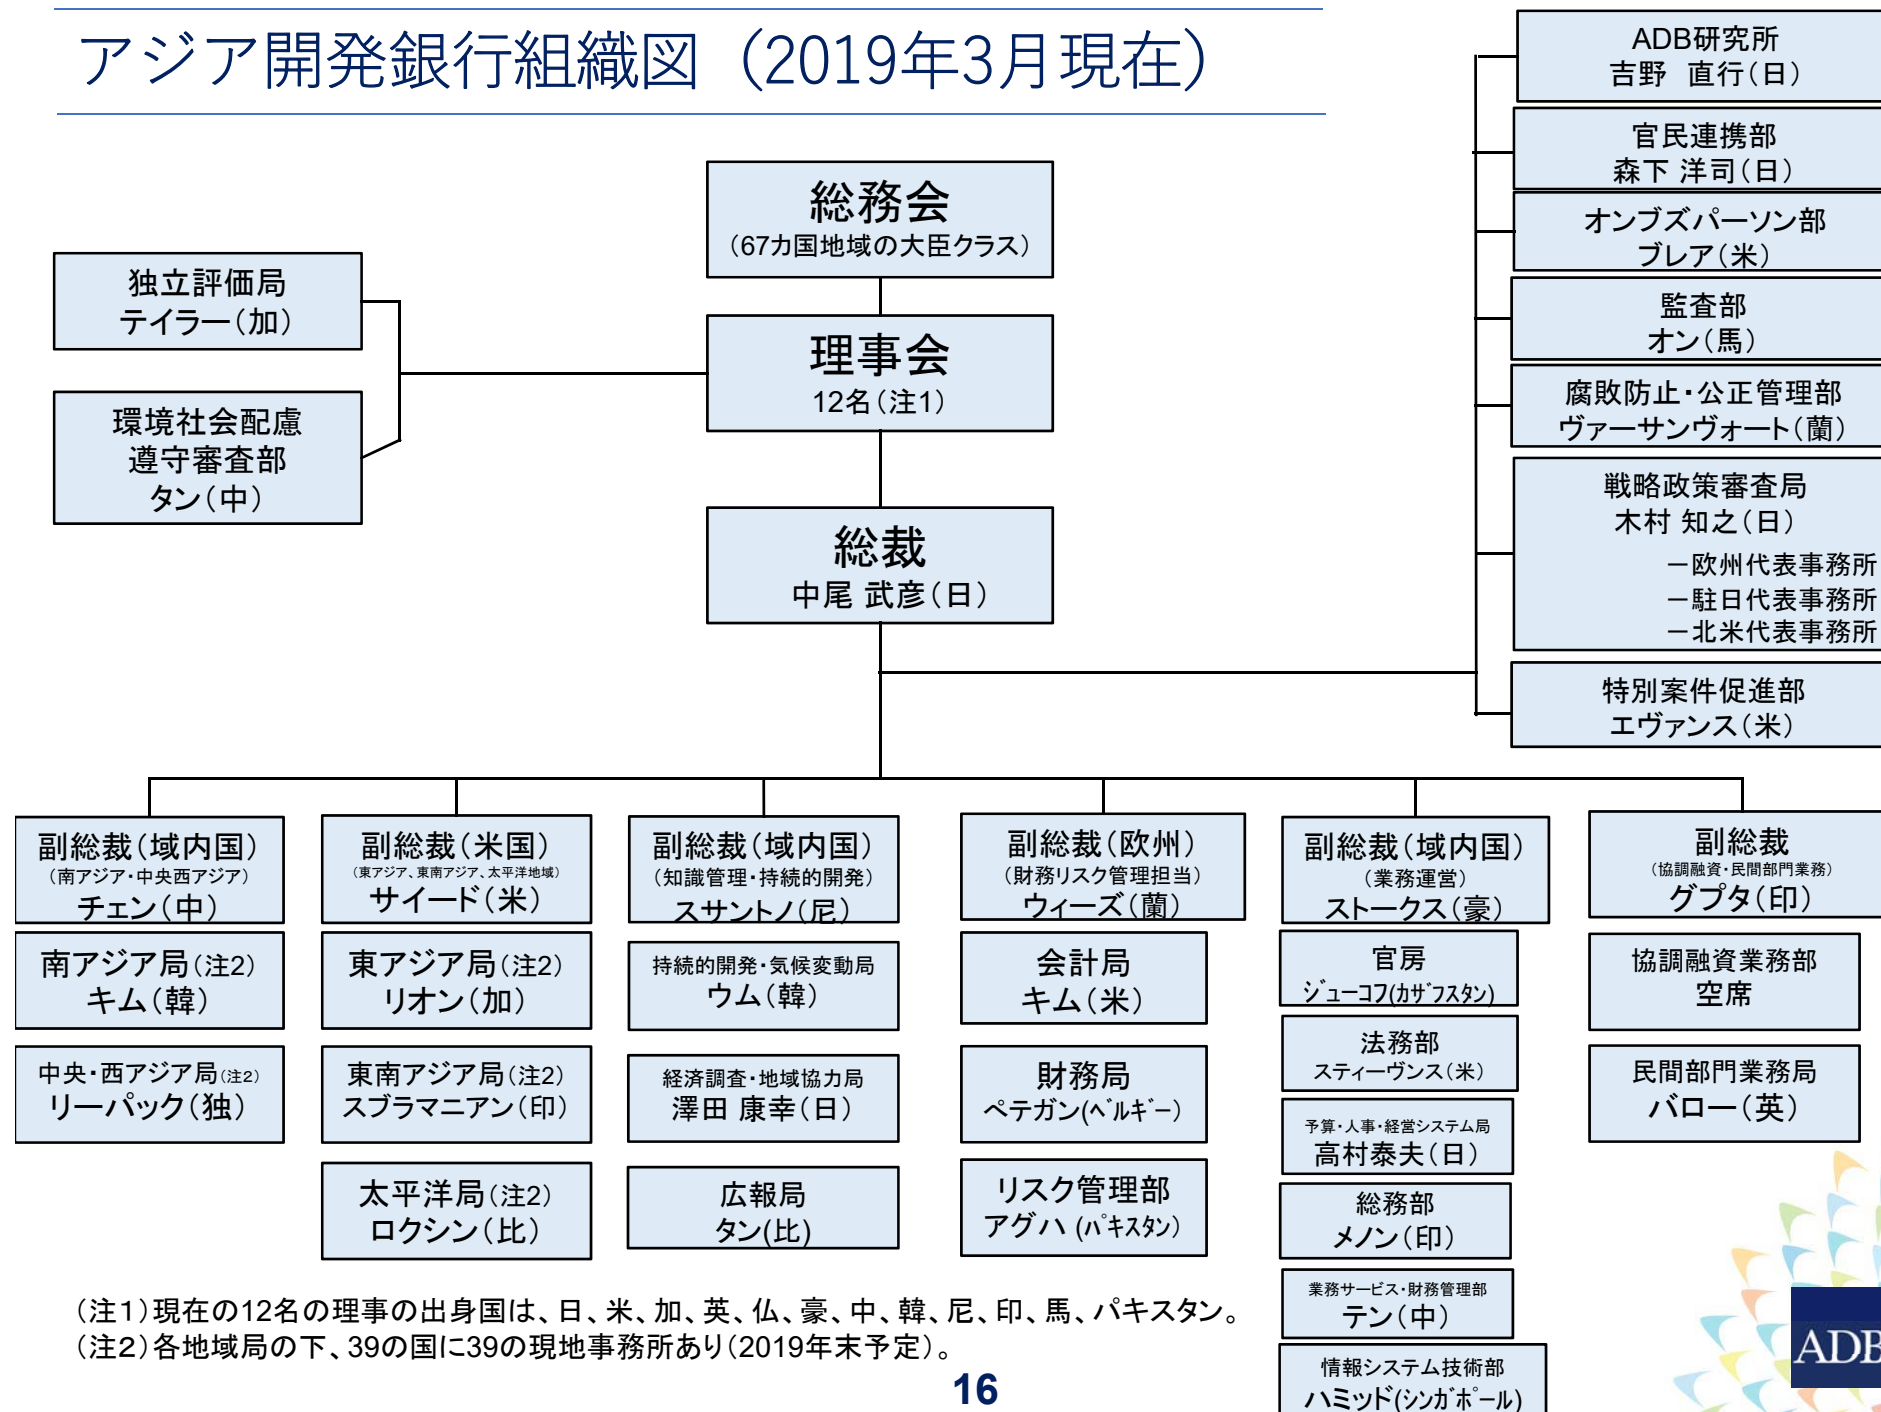 アジア開発銀行組織図（2019年3月現在）
ADB研究所
吉野　直行（日）
官民連携部
森下 洋司（日）
オンブズパーソン部
ブレア（米）
監査部
オン（馬）
腐敗防止・公正管理部
ヴァーサンヴォート（蘭）
戦略政策審査局
木村 知之（日）
－欧州代表事務所
－駐日代表事務所
－北米代表事務所
特別案件促進部
エヴァンス（米）
総務会
（67カ国地域の大臣クラス）
独立評価局
テイラー（加）
理事会
12名（注1）
環境社会配慮
遵守審査部
タン（中）
総裁
中尾 武彦（日）
副総裁（域内国）
（南アジア・中央西アジア）
チェン（中）
南アジア局（注2）
キム（韓）
中央・西アジア局（注2）
リーパック（独）
副総裁（米国）
（東アジア、東南アジア、太平洋地域）
サイード（米）
東アジア局（注2）
リオン（加）
東南アジア局（注2）
スブラマニアン（印）
太平洋局（注2）
ロクシン（比）
副総裁（域内国）
（知識管理・持続的開発）
スサントノ（尼）
持続的開発・気候変動局
ウム（韓）
経済調査・地域協力局
澤田 康幸（日）
広報局
タン(比)
副総裁（欧州）
（財務リスク管理担当）
ウィーズ（蘭）
会計局
キム（米）
財務局
ペテガン(ﾍﾞﾙｷﾞｰ)
リスク管理部
アグハ (ﾊﾟｷｽﾀﾝ)
副総裁（域内国）
（業務運営）
ストークス（豪）
官房
ｼﾞｭｰｺﾌ(ｶｻﾞﾌｽﾀﾝ)
法務部
スティーヴンス（米）
予算・人事・経営システム局
高村泰夫（日）
総務部
メノン（印）
業務サービス・財務管理部
テン（中）
情報システム技術部
ハミッド(ｼﾝｶﾞﾎﾟｰﾙ)
副総裁
（協調融資・民間部門業務）
グプタ（印）
協調融資業務部
空席
民間部門業務局
バロー（英）
（注１）現在の12名の理事の出身国は、日、米、加、英、仏、豪、中、韓、尼、印、馬、パキスタン。
（注２）各地域局の下、39の国に39の現地事務所あり（2019年末予定）。
16
ADB